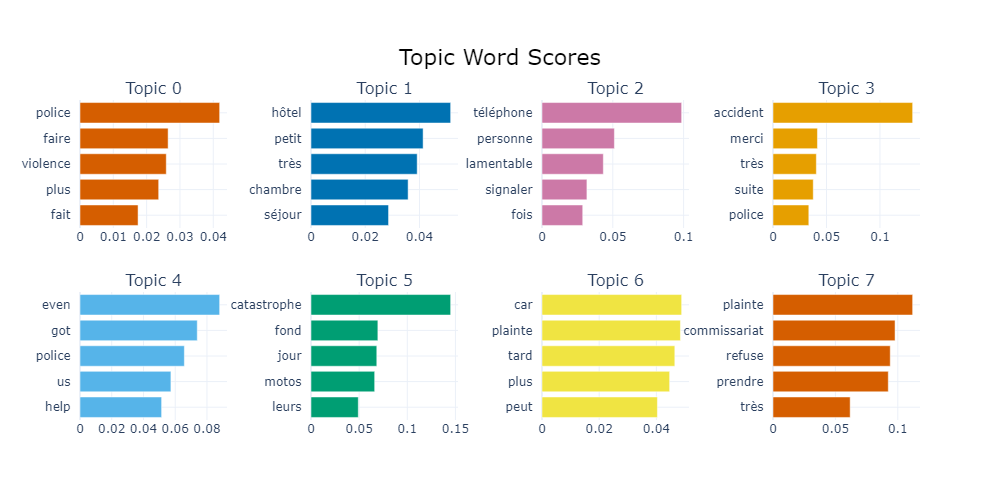 Topic Word Scores
Topic 0
police
faire
violence
plus
fait
0 0.01 0.02 0.03 0.04
Topic 1
hôtel
petit
très
chambre
séjour
0 0.02 0.04
Topic 2
téléphone
personne
lamentable
signaler
fois
0 0.05 0.1
Topic 3
accident
merci
très
suite
police
0 0.05 0.1
Topic 4
even
got
police
us
help
0 0.02 0.04 0.06 0.08
Topic 5
catastrophe
fond
jour
motos
leurs
0 0.05 0.1 0.15
Topic 6
car
plainte
tard
plus
peut
0 0.02 0.04
Topic 7
plainte
commissariat
refuse
prendre
très
0 0.05 0.1